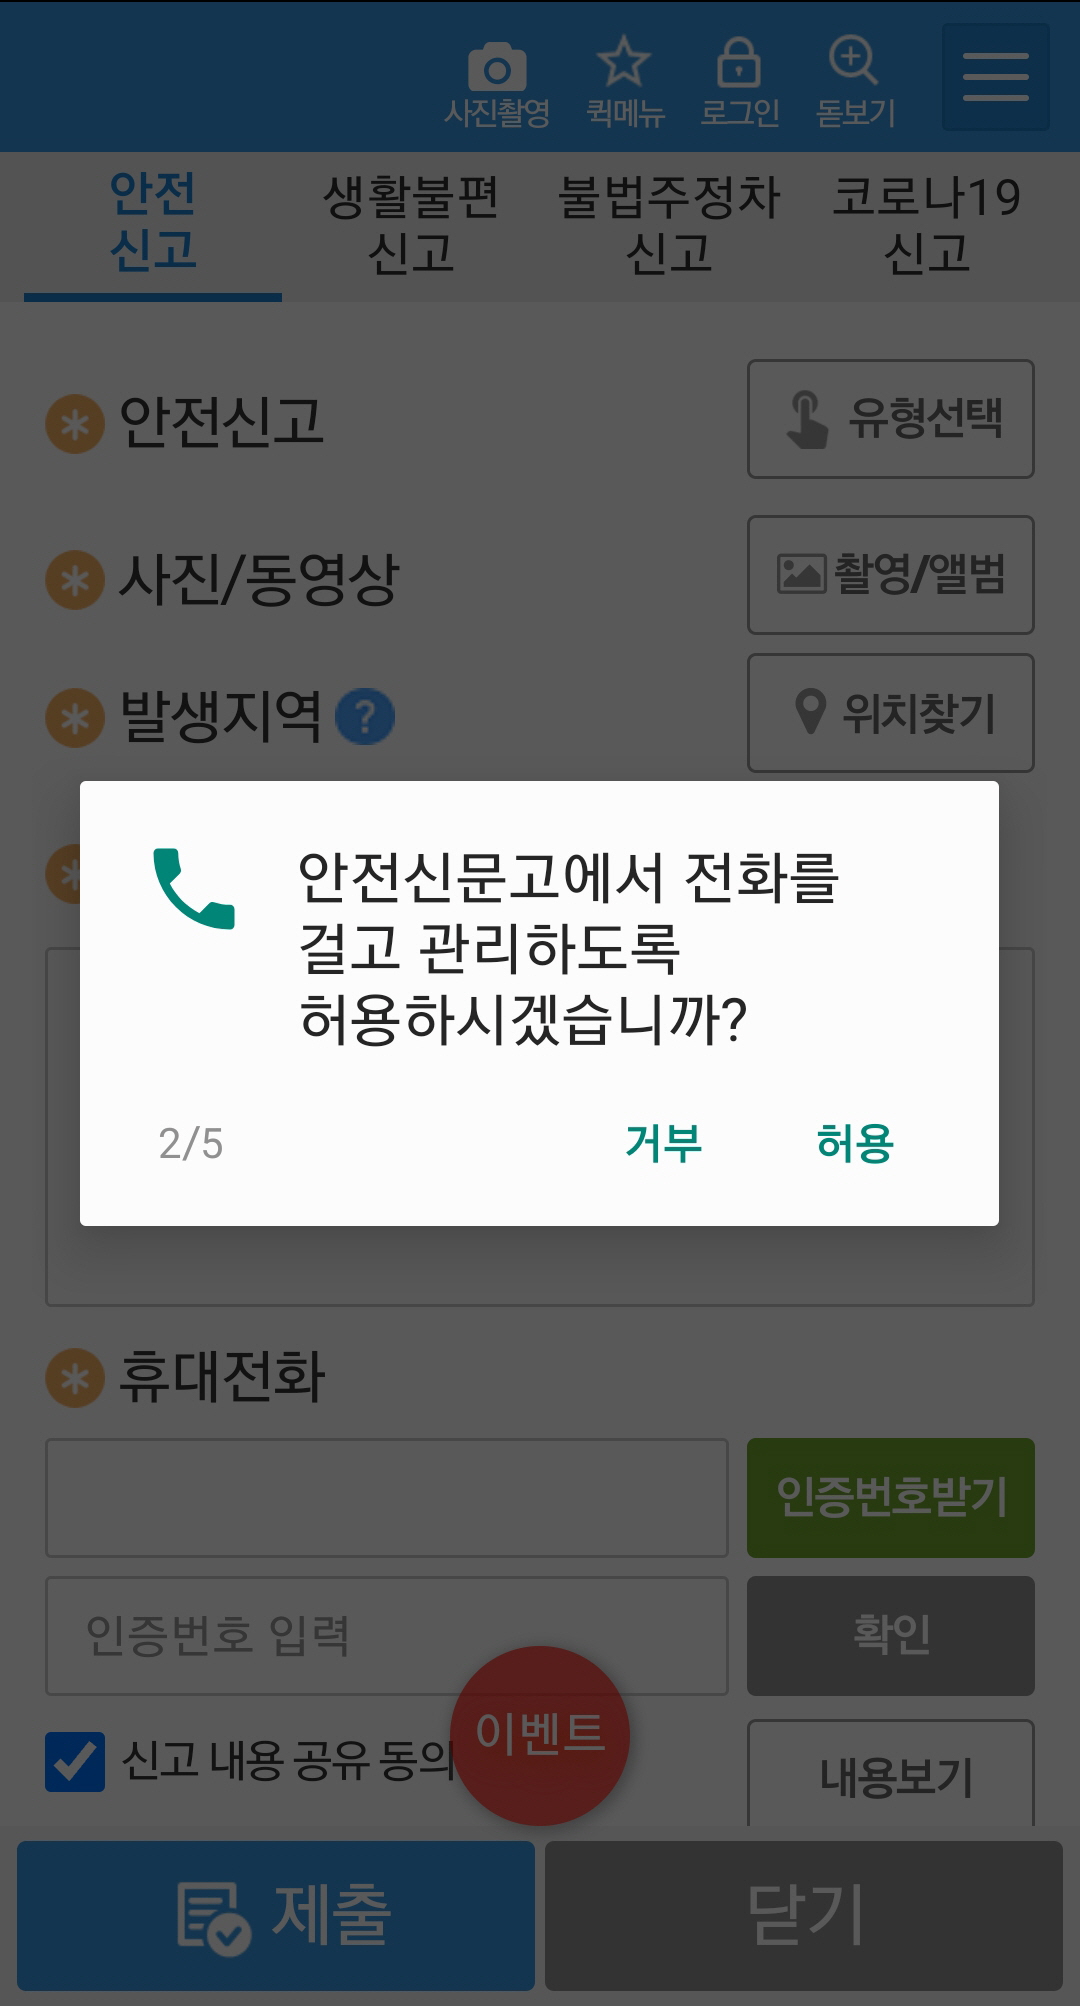 사진촬영 퀵메뉴 로그인 돋보기
안전 신고
생활불편 신고
불법주정차 신고
코로나19 신고
안전신고
유형선택
사진/동영상
촬영/앨범
발생지역 ?
위치찾기
안전신문고에서 전화를
걸고 관리하도록
허용하시겠습니까?
2/5 거부 허용
휴대전화
인증번호받기
인증번호 입력
확인
이벤트
신고 내용 공유 동의
내용보기
제출 닫기